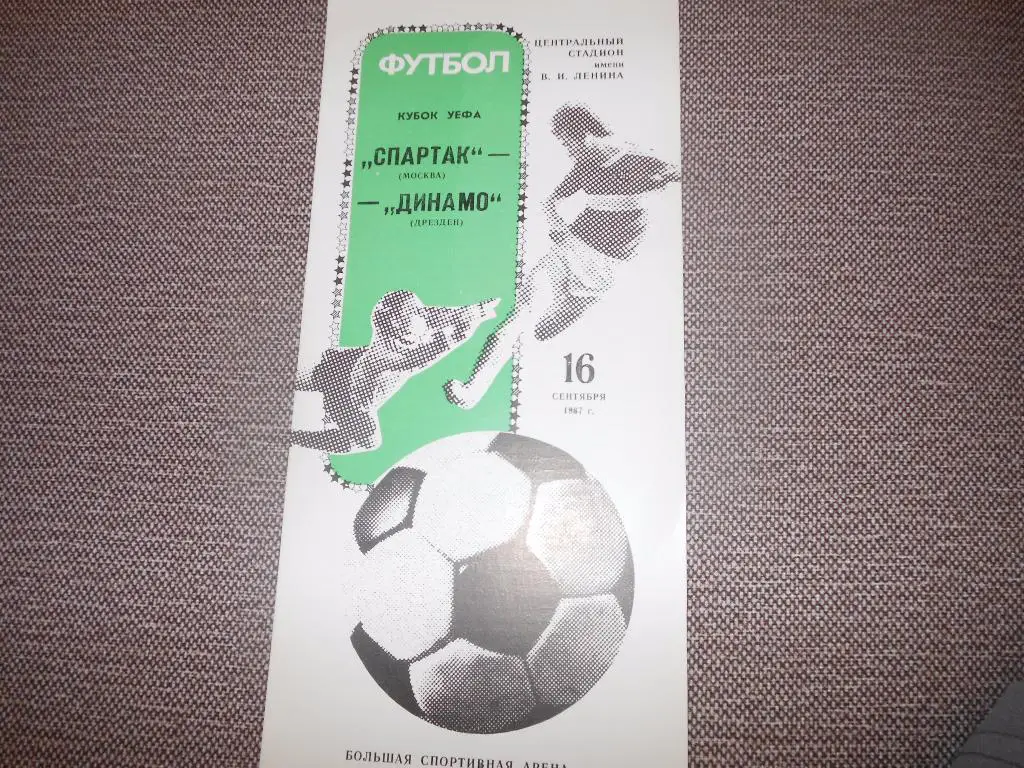 ФУТБОЛ
КУБОК УЕФА
„СПАРТАК“ —
(МОСКВА)
— „ДИНАМО“
(ДРЕЗДЕН)
ЦЕНТРАЛЬНЫЙ
СТАДИОН
имени
В. И. ЛЕНИНА
16
СЕНТЯБРЯ
1987 г.
БОЛЬШАЯ СПОРТИВНАЯ АРЕНА